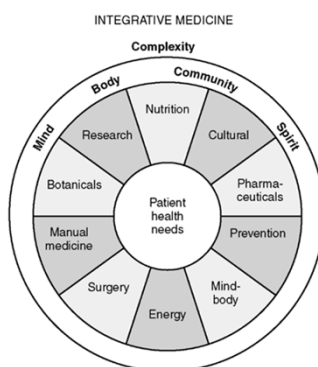 INTEGRATIVE MEDICINE
Complexity
Mind
Body
Community
Spirit
Nutrition
Cultural
Pharma-
ceuticals
Prevention
Mind-
body
Energy
Surgery
Manual
medicine
Botanicals
Research
Patient
health
needs